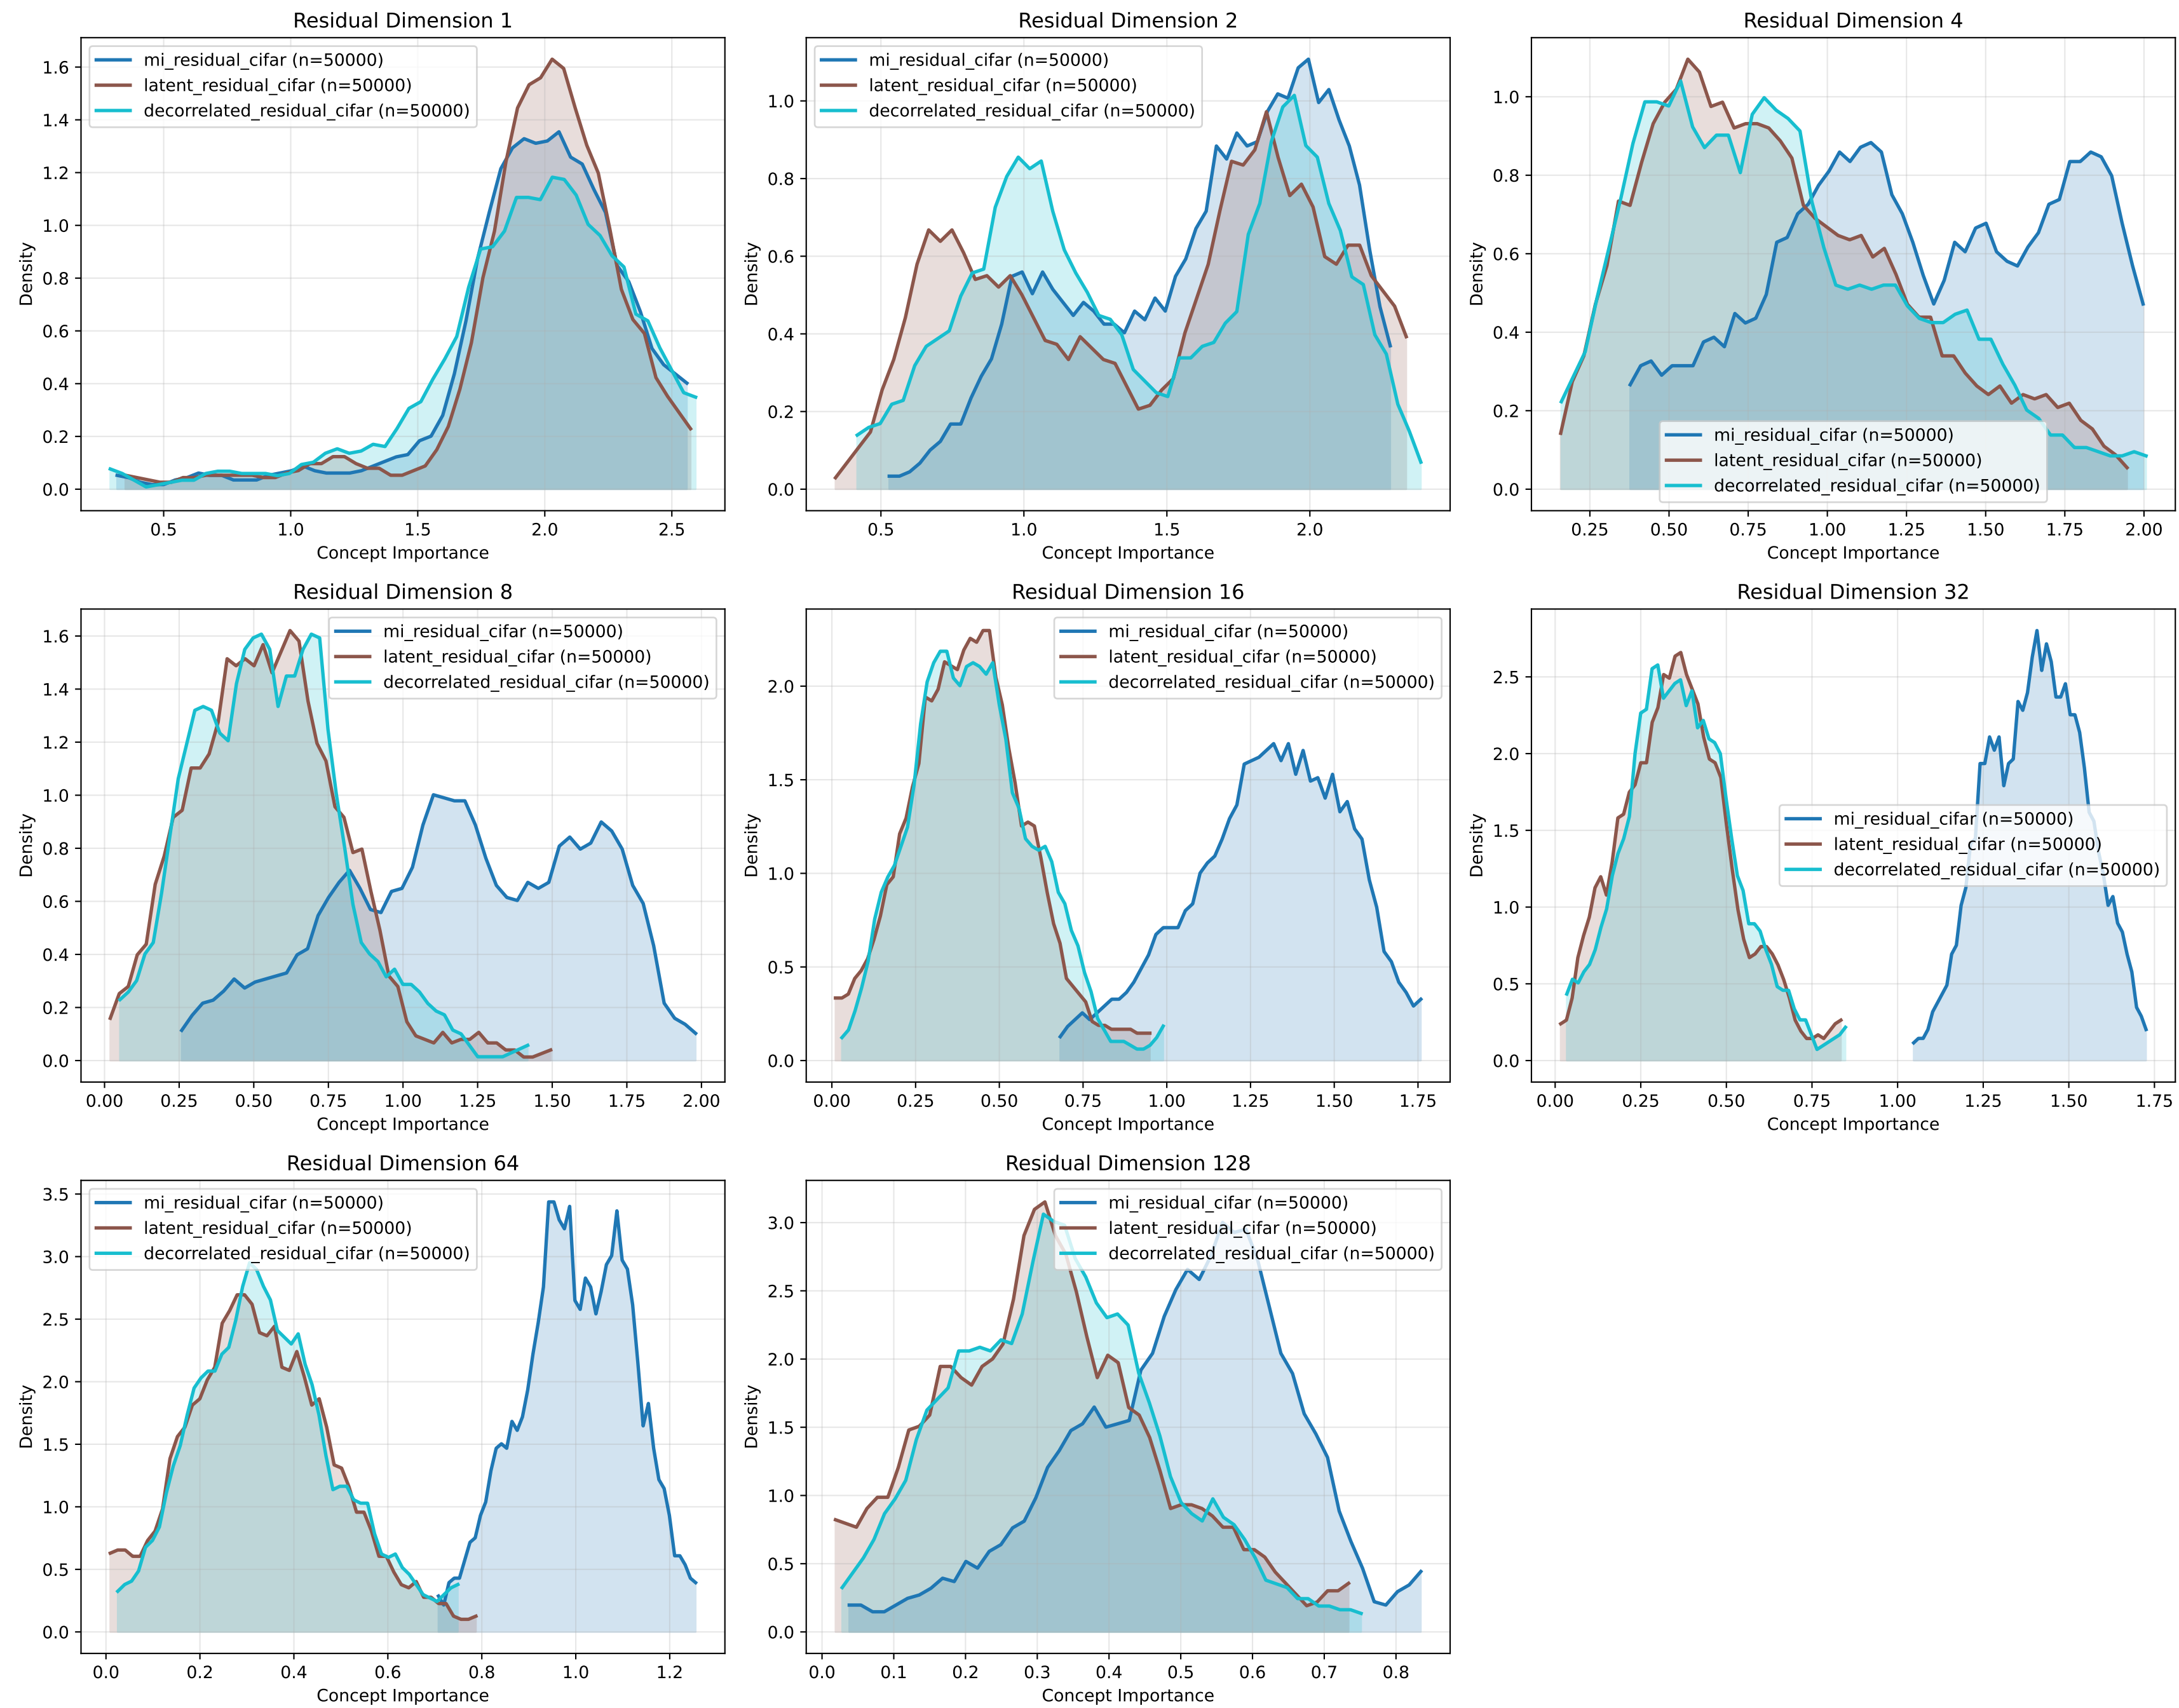 Residual Dimension 1
mi_residual_cifar (n=50000)
latent_residual_cifar (n=50000)
decorrelated_residual_cifar (n=50000)
Density
1.6
1.4
1.2
1.0
0.8
0.6
0.4
0.2
0.0
0.5 1.0 1.5 2.0 2.5
Concept Importance
Residual Dimension 2
mi_residual_cifar (n=50000)
latent_residual_cifar (n=50000)
decorrelated_residual_cifar (n=50000)
Density
1.0
0.8
0.6
0.4
0.2
0.0
0.5 1.0 1.5 2.0
Concept Importance
Residual Dimension 4
Density
1.0
0.8
0.6
0.4
0.2
0.0
mi_residual_cifar (n=50000)
latent_residual_cifar (n=50000)
decorrelated_residual_cifar (n=50000)
0.25 0.50 0.75 1.00 1.25 1.50 1.75 2.00
Concept Importance
Residual Dimension 8
mi_residual_cifar (n=50000)
latent_residual_cifar (n=50000)
decorrelated_residual_cifar (n=50000)
Density
1.6
1.4
1.2
1.0
0.8
0.6
0.4
0.2
0.0
0.00 0.25 0.50 0.75 1.00 1.25 1.50 1.75 2.00
Concept Importance
Residual Dimension 16
mi_residual_cifar (n=50000)
latent_residual_cifar (n=50000)
decorrelated_residual_cifar (n=50000)
Density
2.0
1.5
1.0
0.5
0.0
0.00 0.25 0.50 0.75 1.00 1.25 1.50 1.75
Concept Importance
Residual Dimension 32
Density
2.5
2.0
1.5
1.0
0.5
0.0
mi_residual_cifar (n=50000)
latent_residual_cifar (n=50000)
decorrelated_residual_cifar (n=50000)
0.00 0.25 0.50 0.75 1.00 1.25 1.50 1.75
Concept Importance
Residual Dimension 64
mi_residual_cifar (n=50000)
latent_residual_cifar (n=50000)
decorrelated_residual_cifar (n=50000)
Density
3.5
3.0
2.5
2.0
1.5
1.0
0.5
0.0
0.0 0.2 0.4 0.6 0.8 1.0 1.2
Concept Importance
Residual Dimension 128
mi_residual_cifar (n=50000)
latent_residual_cifar (n=50000)
decorrelated_residual_cifar (n=50000)
Density
3.0
2.5
2.0
1.5
1.0
0.5
0.0
0.0 0.1 0.2 0.3 0.4 0.5 0.6 0.7 0.8
Concept Importance